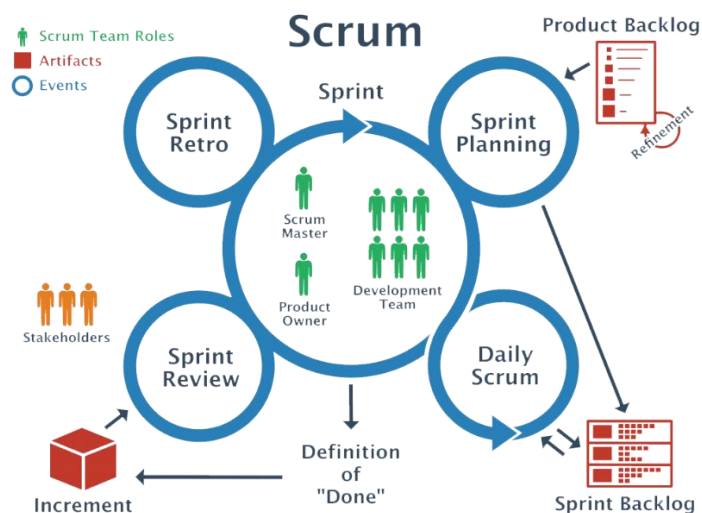 Scrum
Scrum Team Roles
Artifacts
Events
Product Backlog
Refinement
Sprint
Sprint
Retro
Sprint
Planning
Scrum
Master
Product
Owner
Development
Team
Stakeholders
Sprint
Review
Daily
Scrum
Increment
Definition
of
"Done"
Sprint Backlog